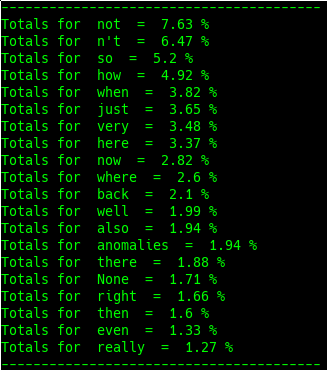 ----------------------------------------
Totals for  not  =  7.63 %
Totals for  n't  =  6.47 %
Totals for  so  =  5.2 %
Totals for  how  =  4.92 %
Totals for  when  =  3.82 %
Totals for  just  =  3.65 %
Totals for  very  =  3.48 %
Totals for  here  =  3.37 %
Totals for  now  =  2.82 %
Totals for  where  =  2.6 %
Totals for  back  =  2.1 %
Totals for  well  =  1.99 %
Totals for  also  =  1.94 %
Totals for  anomalies  =  1.94 %
Totals for  there  =  1.88 %
Totals for  None  =  1.71 %
Totals for  right  =  1.66 %
Totals for  then  =  1.6 %
Totals for  even  =  1.33 %
Totals for  really  =  1.27 %
----------------------------------------